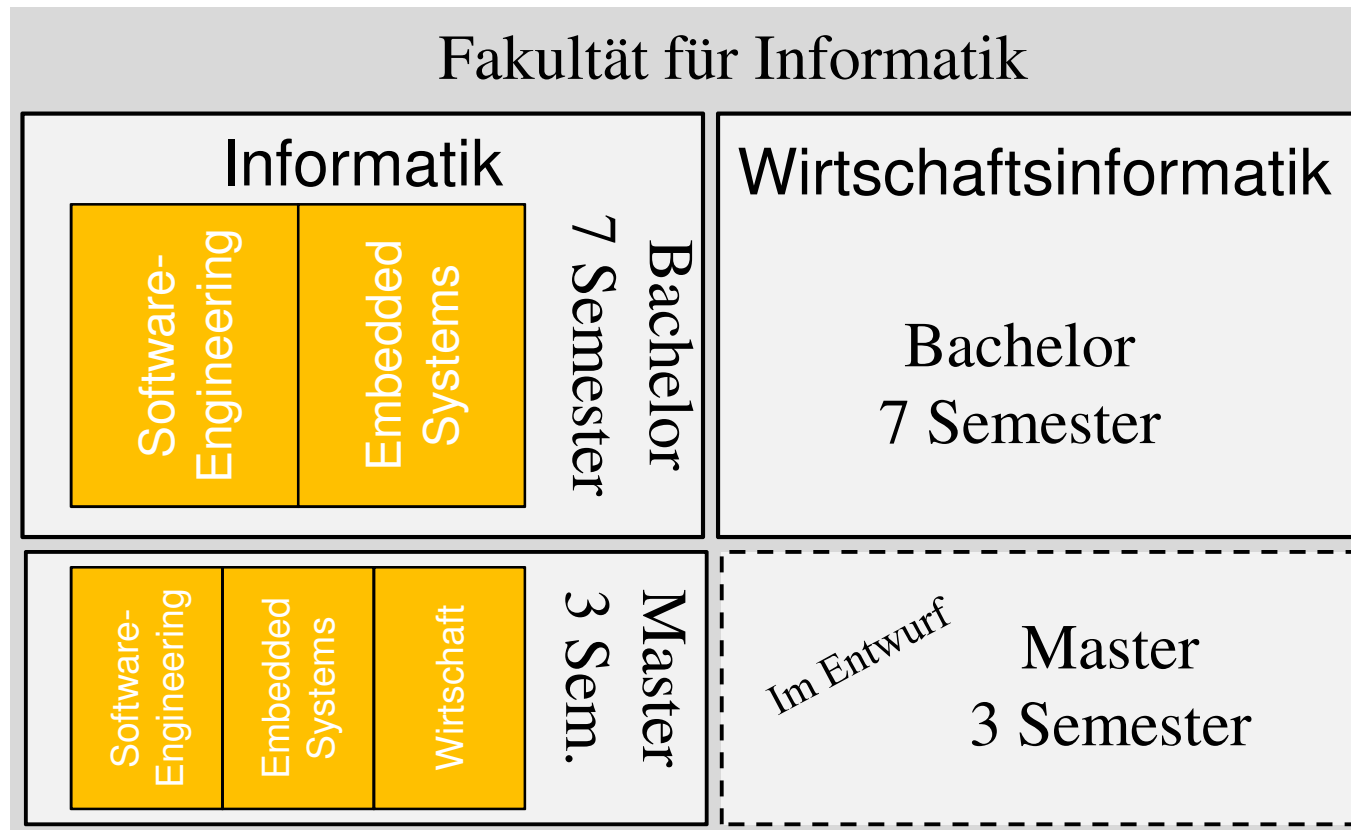 Fakultät für Informatik
Informatik
Software-
Engineering
Embedded
Systems
Bachelor
7 Semester
Wirtschaftsinformatik
Bachelor
7 Semester
Software-
Engineering
Embedded
Systems
Wirtschaft
Master
3 Sem.
Im Entwurf
Master
3 Semester